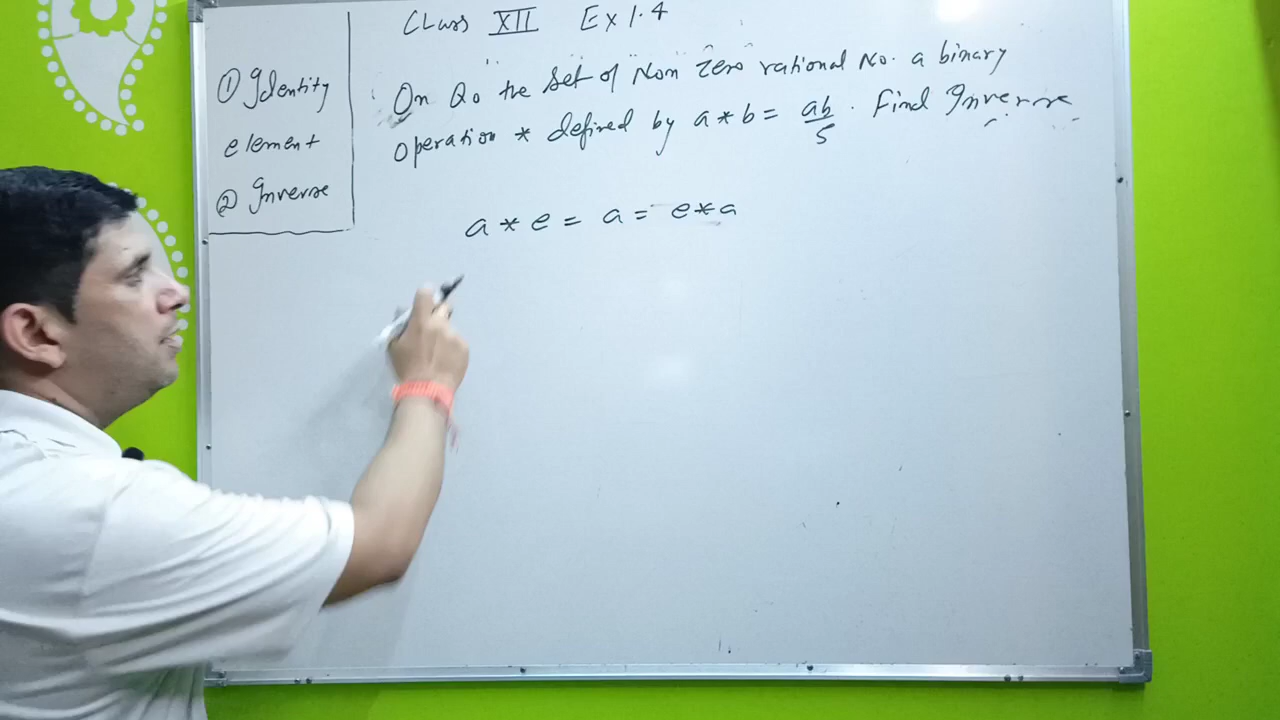 Class XII Ex 1.4
① Identity
element
② Inverse
On Q₀ the set of Non zero rational No. a binary
Operation * defined by a * b = ab/5 . Find Inverse
a * e = a = e * a